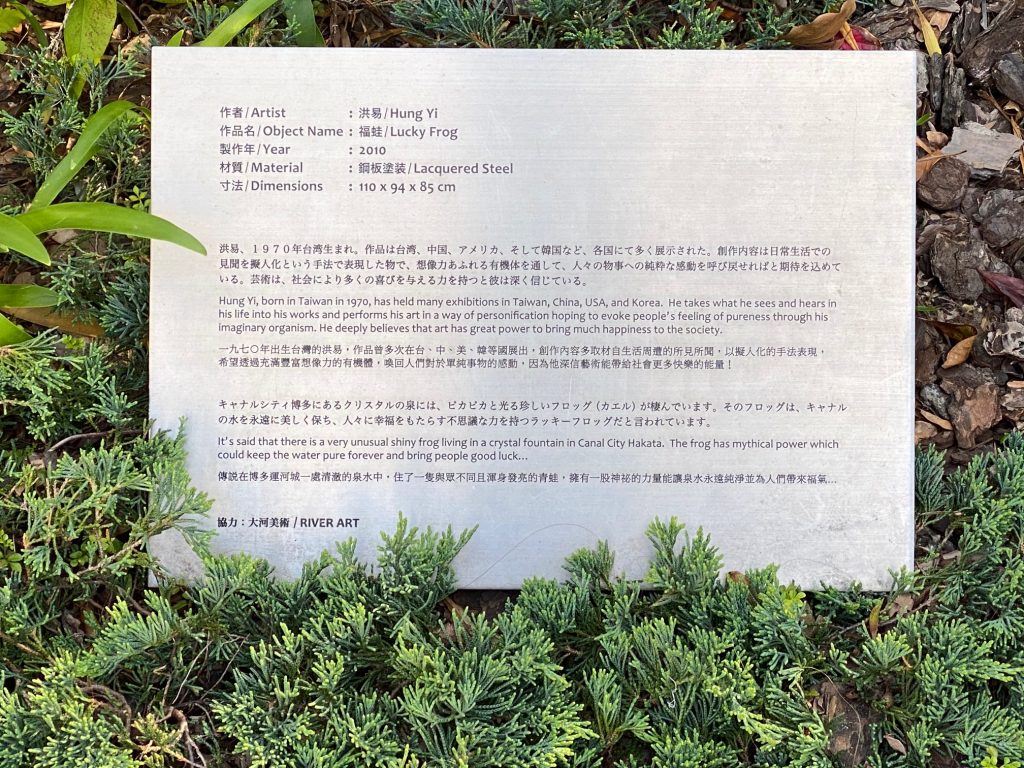 作者/Artist : 洪易/Hung Yi
作品名/Object Name : 福蛙/Lucky Frog
製作年/Year : 2010
材質/Material : 鋼板塗装/Lacquered Steel
寸法/Dimensions : 110 x 94 x 85 cm
洪易、１９７０年台湾生まれ。作品は台湾、中国、アメリカ、そして韓国など、各国にて多く展示された。創作内容は日常生活での
見聞を擬人化という手法で表現した物で、想像力あふれる有機体を通して、人々の物事への純粋な感動を呼び戻せればと期待を込めて
いる。芸術は、社会により多くの喜びを与える力を持つと彼は深く信じている。
Hung Yi, born in Taiwan in 1970, has held many exhibitions in Taiwan, China, USA, and Korea. He takes what he sees and hears in
his life into his works and performs his art in a way of personification hoping to evoke people's feeling of pureness through his
imaginary organism. He deeply believes that art has great power to bring much happiness to the society.
一九七〇年出生台灣的洪易，作品曾多次在台、中、美、韓等國展出，創作內容多取材自生活周遭的所見所聞，以擬人化的手法表現，
希望透過充滿豐富想像力的有機體，喚回人們對於單純事物的感動，因為他深信藝術能帶給社會更多快樂的能量！
キャナルシティ博多にあるクリスタルの泉には、ピカピカと光る珍しいフロッグ（カエル）が棲んでいます。そのフロッグは、キャナル
の水を永遠に美しく保ち、人々に幸福をもたらす不思議な力を持つラッキーフロッグだと言われています。
It's said that there is a very unusual shiny frog living in a crystal fountain in Canal City Hakata. The frog has mythical power which
could keep the water pure forever and bring people good luck...
傳說在博多運河城一處清澈的泉水中，住了一隻與眾不同且渾身發亮的青蛙，擁有一股神祕的力量能讓泉水永遠純淨並為人們帶來福氣...
協力：大河美術 / RIVER ART